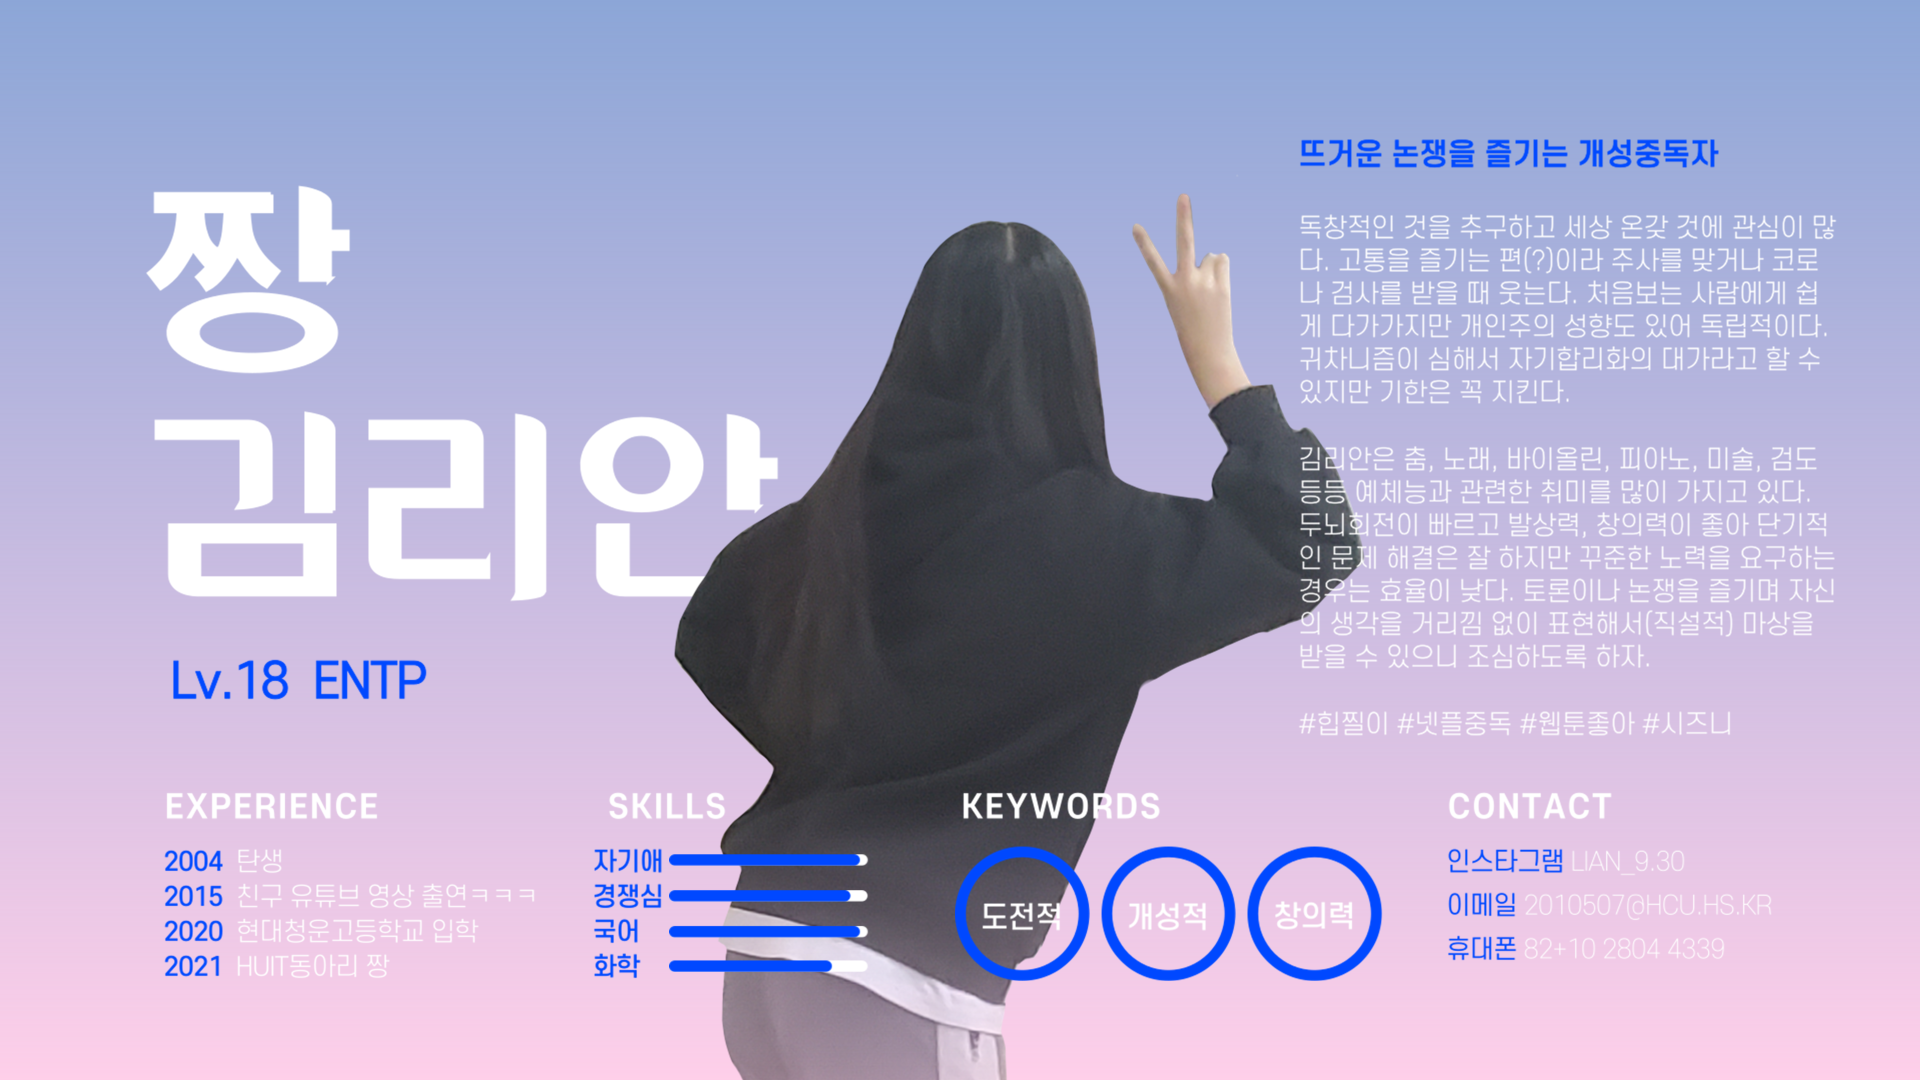 짱
김리안
Lv.18 ENTP
뜨거운 논쟁을 즐기는 개성중독자
독창적인 것을 추구하고 세상 온갖 것에 관심이 많
다. 고통을 즐기는 편(?)이라 주사를 맞거나 코로
나 검사를 받을 때 웃는다. 처음보는 사람에게 쉽
게 다가가지만 개인주의 성향도 있어 독립적이다.
귀차니즘이 심해서 자기합리화의 대가라고 할 수
있지만 기한은 꼭 지킨다.
김리안은 춤, 노래, 바이올린, 피아노, 미술, 검도
등등 예체능과 관련한 취미를 많이 가지고 있다.
두뇌회전이 빠르고 발상력, 창의력이 좋아 단기적
인 문제 해결은 잘 하지만 꾸준한 노력을 요구하는
경우는 효율이 낮다. 토론이나 논쟁을 즐기며 자신
의 생각을 거리낌 없이 표현해서(직설적) 마상을
받을 수 있으니 조심하도록 하자.
#힙찔이 #넷플중독 #웹툰좋아 #시즈니
EXPERIENCE
2004 탄생
2015 친구 유튜브 영상 출연ㅋㅋㅋ
2020 현대청운고등학교 입학
2021 HUIT동아리 짱
SKILLS
자기애
경쟁심
국어
화학
KEYWORDS
도전적
개성적
창의력
CONTACT
인스타그램 LIAN_9.30
이메일 2010507@HCU.HS.KR
휴대폰 82+10 2804 4339